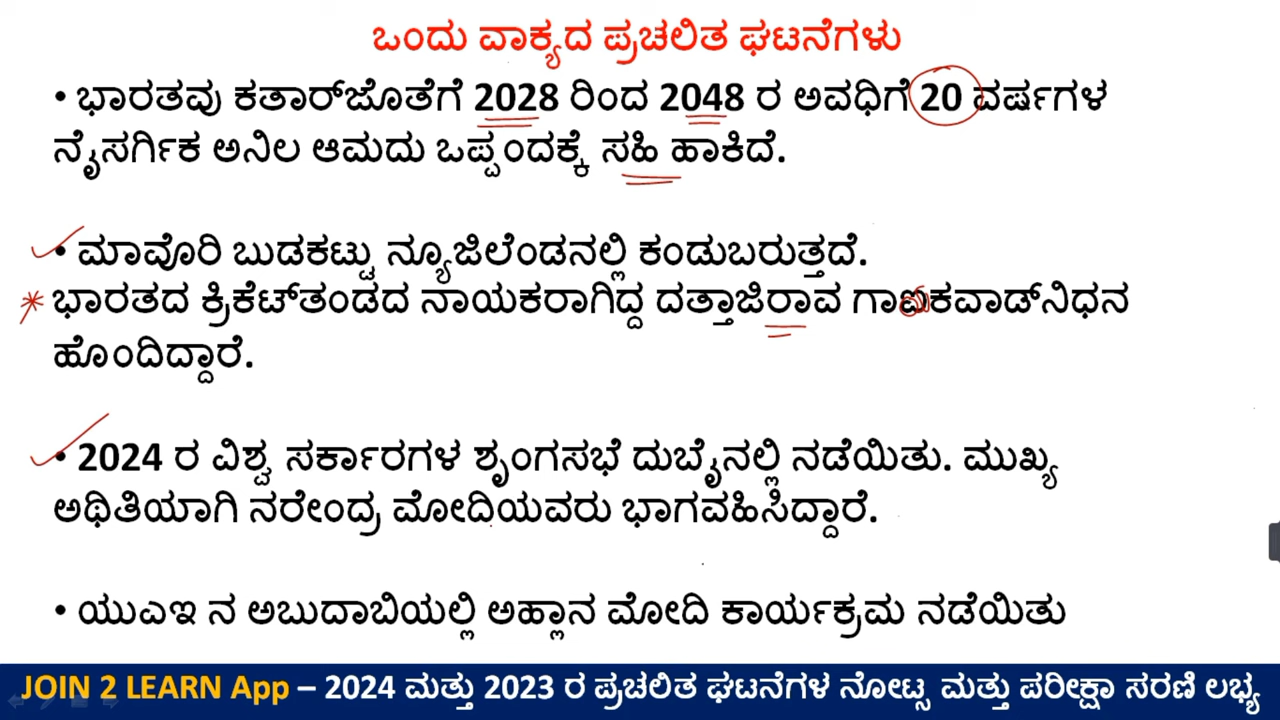 ಒಂದು ವಾಕ್ಯದ ಪ್ರಚಲಿತ ಘಟನೆಗಳು
• ಭಾರತವು ಕತಾರ್‌ಜೊತೆಗೆ 2028 ರಿಂದ 2048 ರ ಅವಧಿಗೆ 20 ವರ್ಷಗಳ
ನೈಸರ್ಗಿಕ ಅನಿಲ ಆಮದು ಒಪ್ಪಂದಕ್ಕೆ ಸಹಿ ಹಾಕಿದೆ.
• ಮಾವೊರಿ ಬುಡಕಟ್ಟು ನ್ಯೂಜಿಲೆಂಡನಲ್ಲಿ ಕಂಡುಬರುತ್ತದೆ.
ಭಾರತದ ಕ್ರಿಕೆಟ್‌ತಂಡದ ನಾಯಕರಾಗಿದ್ದ ದತ್ತಾಜಿರಾವ ನಿಧನ
ಹೊಂದಿದ್ದಾರೆ.
• 2024 ರ ವಿಶ್ವ ಸರ್ಕಾರಗಳ ಶೃಂಗಸಭೆ ದುಬೈನಲ್ಲಿ ನಡೆಯಿತು. ಮುಖ್ಯ
ಅಥಿತಿಯಾಗಿ ನರೇಂದ್ರ ಮೋದಿಯವರು ಭಾಗವಹಿಸಿದ್ದಾರೆ.
• ಯುಎಇ ನ ಅಬುದಾಬಿಯಲ್ಲಿ ಅಹ್ಲಾನ ಮೋದಿ ಕಾರ್ಯಕ್ರಮ ನಡೆಯಿತು
JOIN 2 LEARN App – 2024 ಮತ್ತು 2023 ರ ಪ್ರಚಲಿತ ಘಟನೆಗಳ ನೋಟ್ಸ ಮತ್ತು ಪರೀಕ್ಷಾ ಸರಣಿ ಲಭ್ಯ